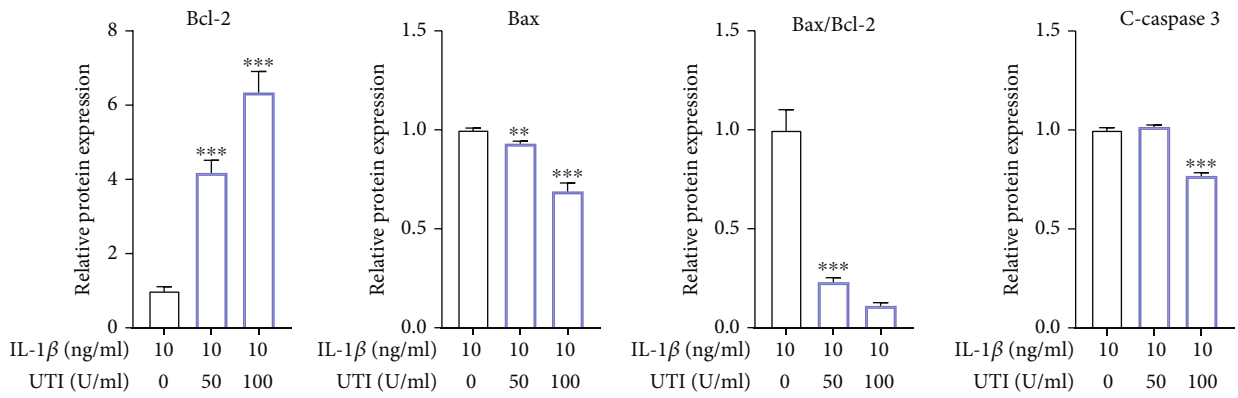 Bcl-2
Relative protein expression
8
6
4
2
0
***
***
IL-1β (ng/ml) 10 10 10
UTI (U/ml) 0 50 100
Bax
Relative protein expression
1.5
1.0
0.5
0.0
**
***
IL-1β (ng/ml) 10 10 10
UTI (U/ml) 0 50 100
Bax/Bcl-2
Relative protein expression
1.5
1.0
0.5
0.0
***
IL-1β (ng/ml) 10 10 10
UTI (U/ml) 0 50 100
C-caspase 3
Relative protein expression
1.5
1.0
0.5
0.0
***
IL-1β (ng/ml) 10 10 10
UTI (U/ml) 0 50 100